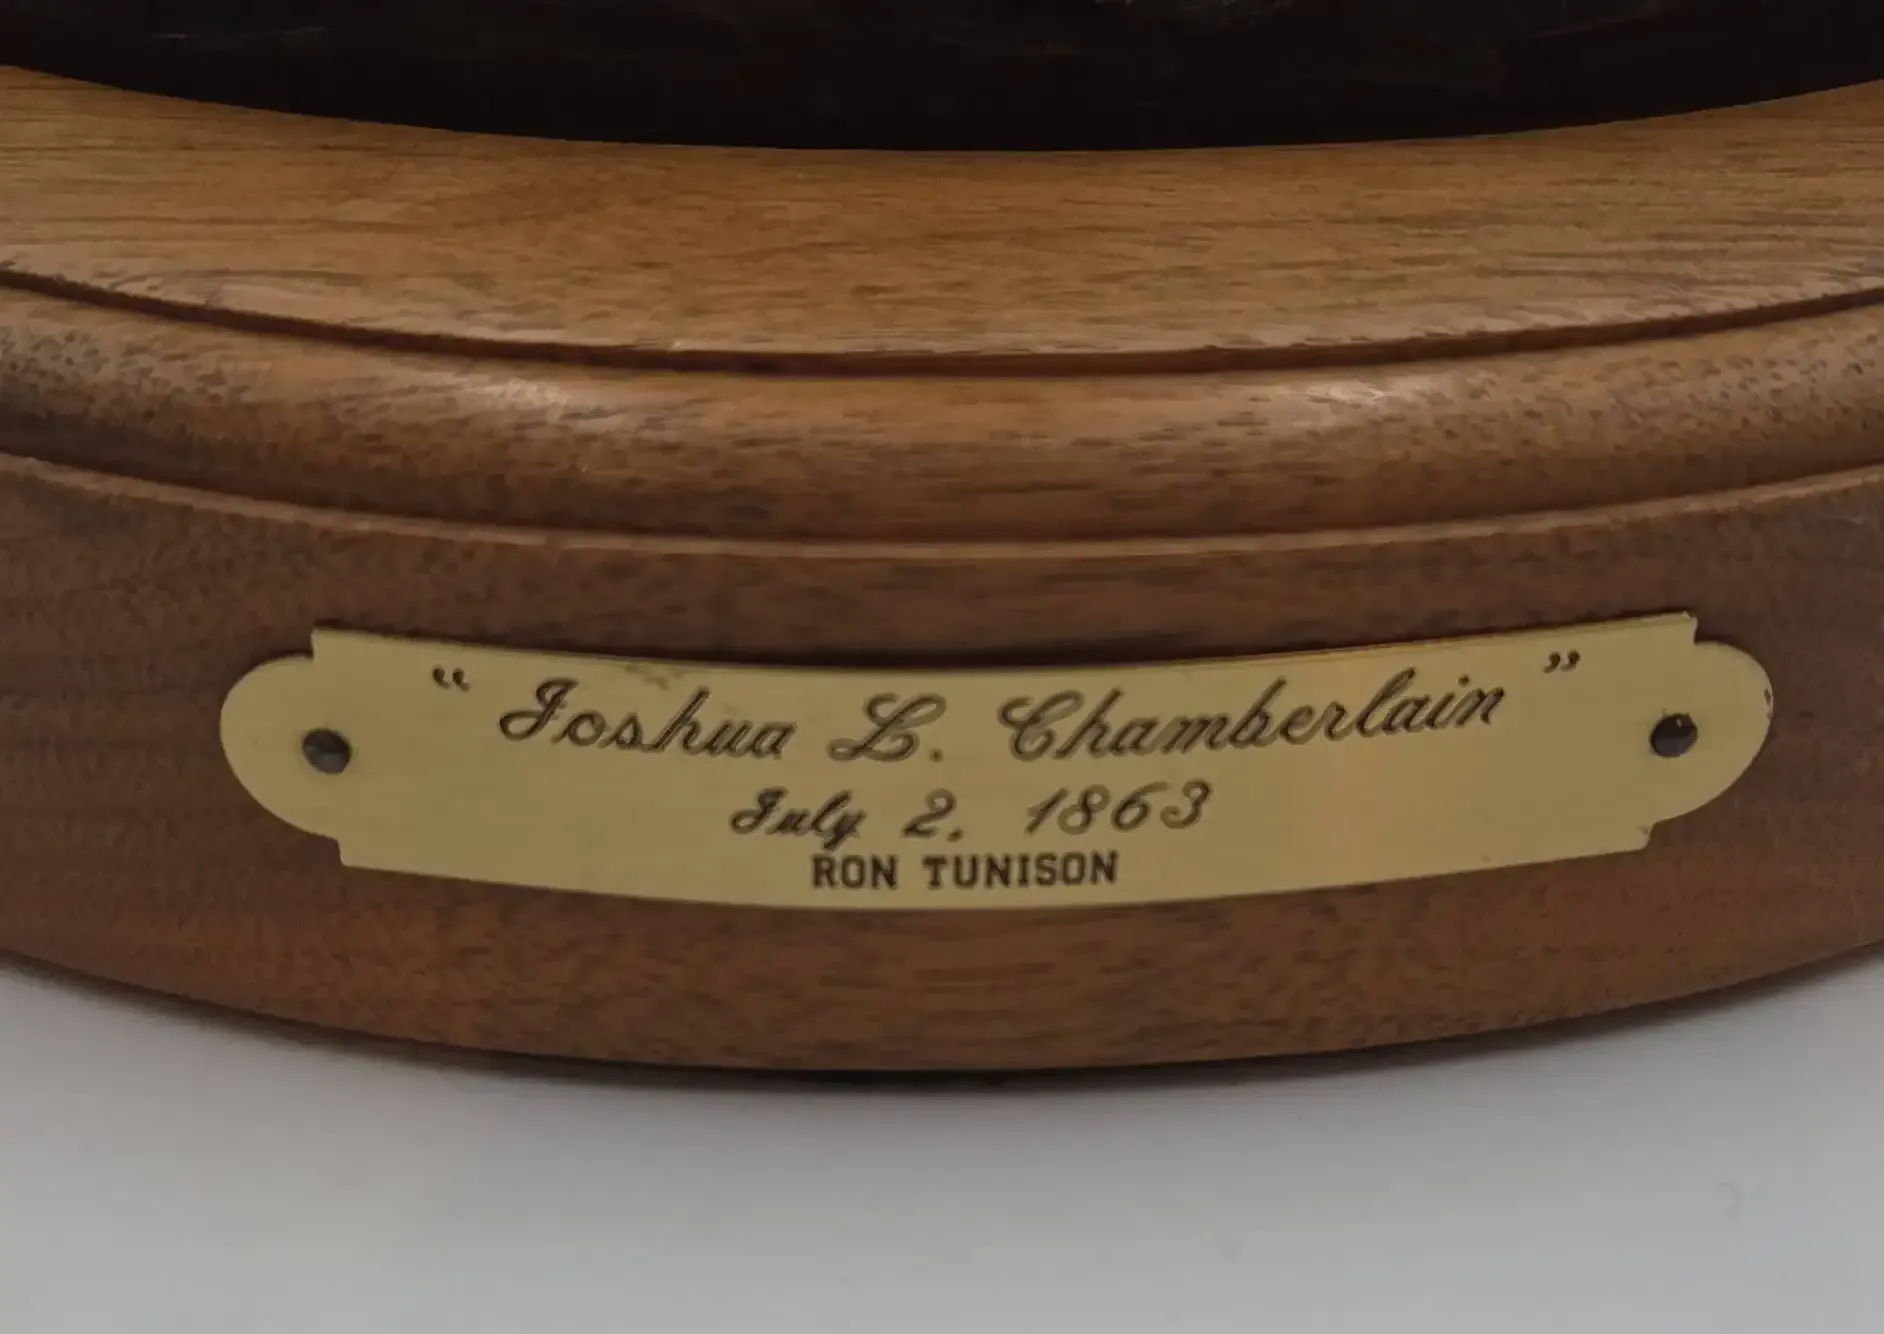 “ Joshua L. Chamberlain ”
July 2, 1863
RON TUNISON